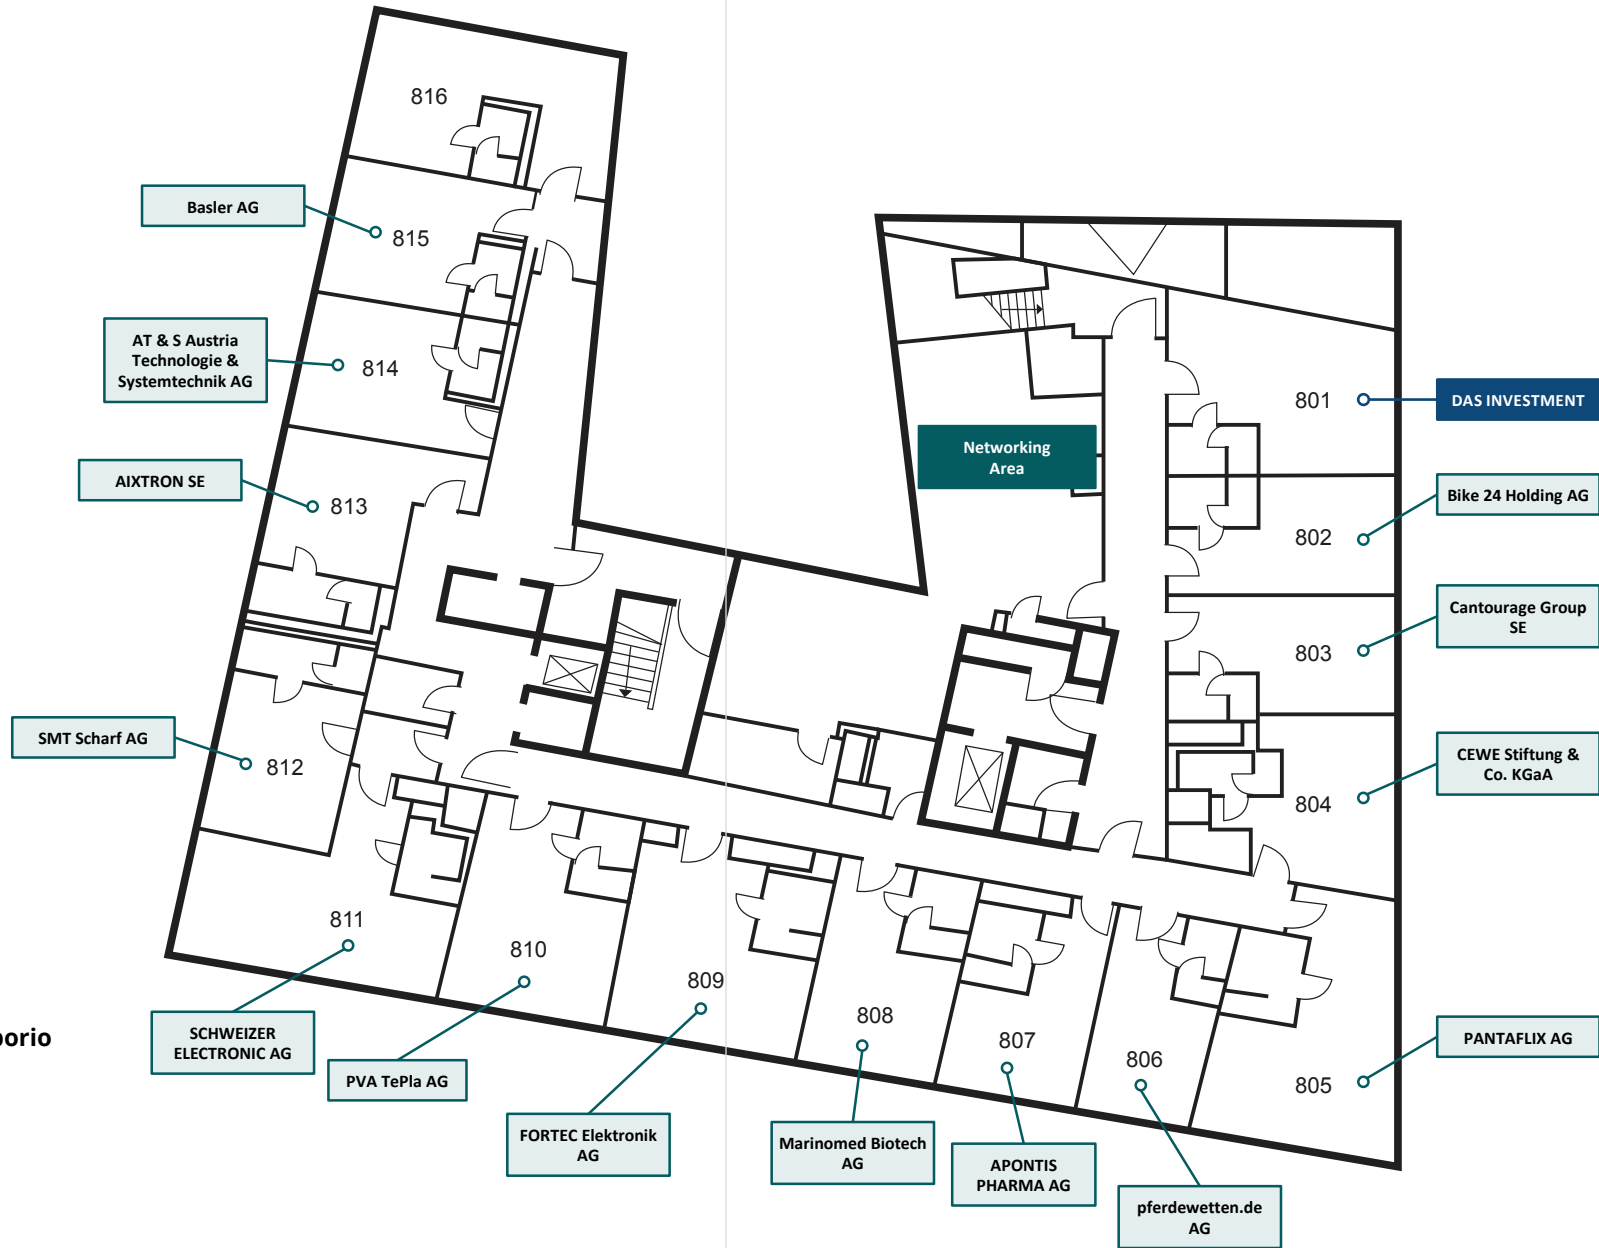 816
Basler AG
815
AT & S Austria
Technologie &
Systemtechnik AG
814
801
DAS INVESTMENT
Networking
Area
AIXTRON SE
813
Bike 24 Holding AG
802
Cantourage Group
SE
803
SMT Scharf AG
812
CEWE Stiftung &
Co. KGaA
804
811
810
809
808
807
806
805
SCHWEIZER
ELECTRONIC AG
orio
PVA TePla AG
PANTAFLIX AG
FORTEC Elektronik
AG
Marinomed Biotech
AG
APONTIS
PHARMA AG
pferdewetten.de
AG